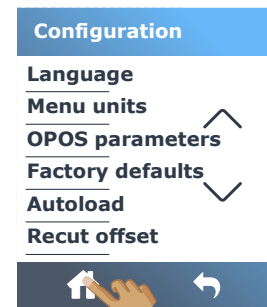 Configuration
Language
Menu units
OPOS parameters
Factory defaults
Autoload
Recut offset